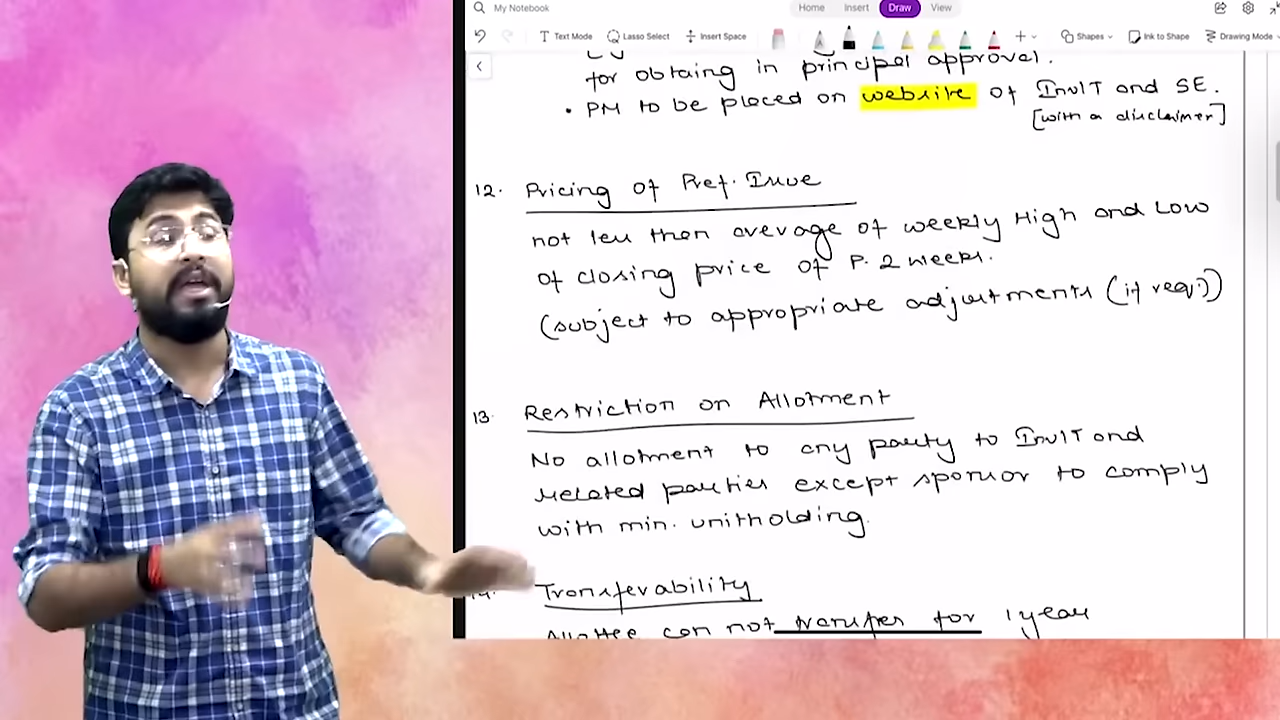 My Notebook
Home Insert Draw View
Text Mode Lasso Select Insert Space Shapes Ink to Shape Drawing Mode
for obtaing in principal approval.
• PM to be placed on website of InvIT and SE.
[with a disclaimer]
12. Pricing of Pref. Issue
not less then average of weekly High and Low
of closing price of P. 2 weeks.
(subject to appropriate adjustments (if req.))
13. Restriction on Allotment
No allotment to any party to InvIT and
related parties except sponsor to comply
with min. unitholding.
14. Transferability
Allottee can not transfer for 1 year